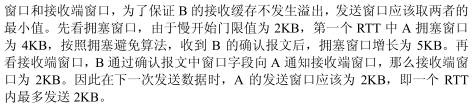 窗口和接收端窗口，为了保证 B 的接收缓存不发生溢出，发送窗口应该取两者的
最小值。先看拥塞窗口，由于慢开始门限值为 2KB，第一个 RTT 中 A 拥塞窗口
为 4KB，按照拥塞避免算法，收到 B 的确认报文后，拥塞窗口增长为 5KB。再
看接收端窗口，B 通过确认报文中窗口字段向 A 通知接收端窗口，那么接收端窗
口为 2KB。因此在下一次发送数据时，A 的发送窗口应该为 2KB，即一个 RTT
内最多发送 2KB。